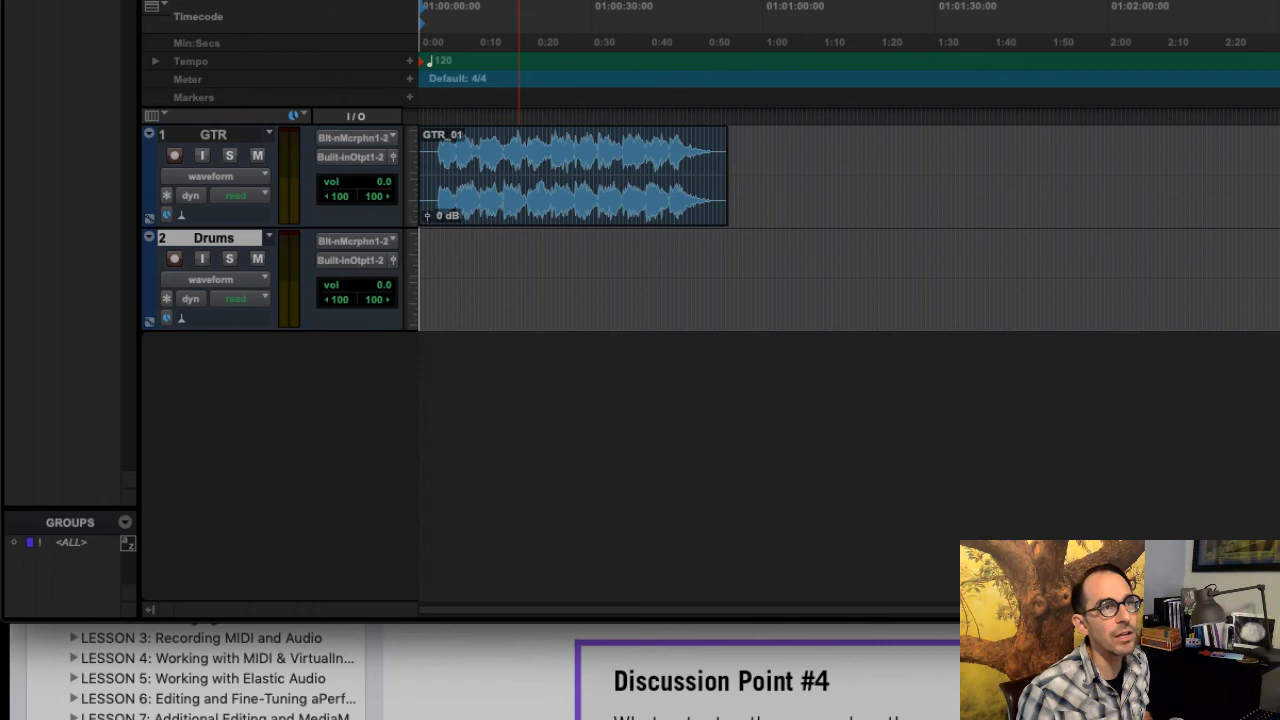 01:00:00:00 01:00:30:00 01:01:00:00 01:01:30:00 01:02:00:00
Timecode
Min:Secs 0:00 0:10 0:20 0:30 0:40 0:50 1:00 1:10 1:20 1:30 1:40 1:50 2:00 2:10 2:20
Tempo + 120
Meter + Default: 4/4
Markers +
I / O
1 GTR
Blt-nMcrphn1-2
GTR_01
I S M
Built-inOtpt1-2
waveform
vol 0.0
dyn read
100 100
0 dB
2 Drums
Blt-nMcrphn1-2
I S M
Built-inOtpt1-2
waveform
vol 0.0
dyn read
100 100
GROUPS
! <ALL>
a z
LESSON 3: Recording MIDI and Audio
LESSON 4: Working with MIDI & VirtualIn...
LESSON 5: Working with Elastic Audio
LESSON 6: Editing and Fine-Tuning aPerf...
Discussion Point #4